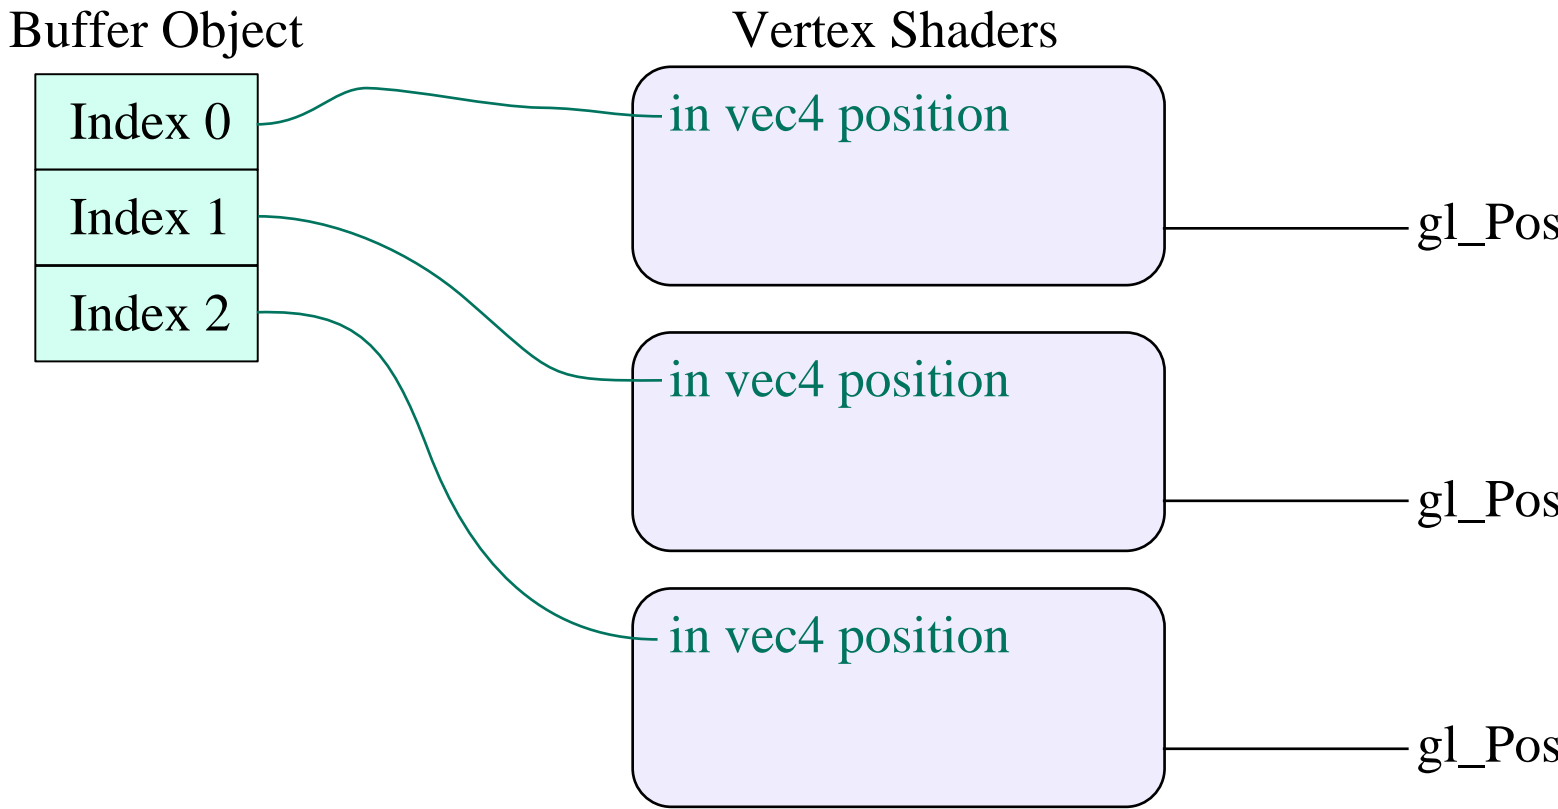 Buffer Object
Vertex Shaders
Index 0
in vec4 position
Index 1
gl_Pos
Index 2
in vec4 position
gl_Pos
in vec4 position
gl_Pos